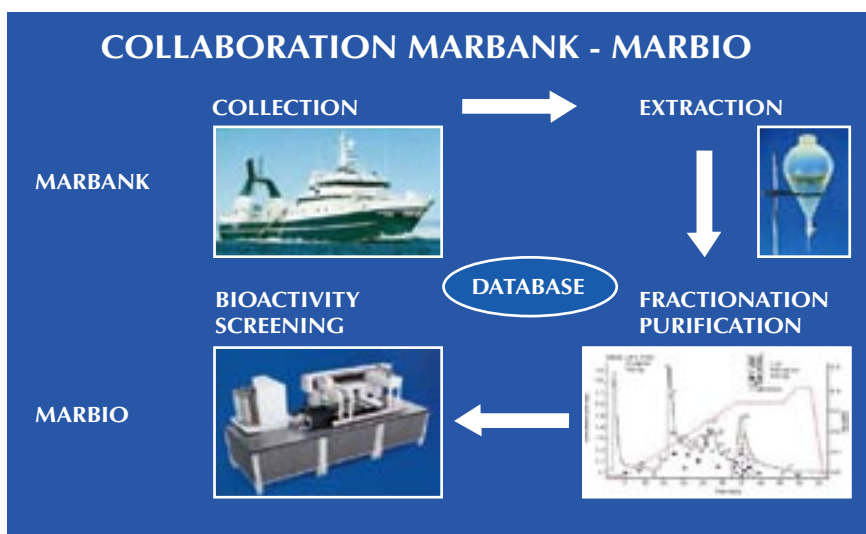 COLLABORATION MARBANK - MARBIO
COLLECTION
EXTRACTION
MARBANK
DATABASE
BIOACTIVITY
SCREENING
FRACTIONATION
PURIFICATION
MARBIO